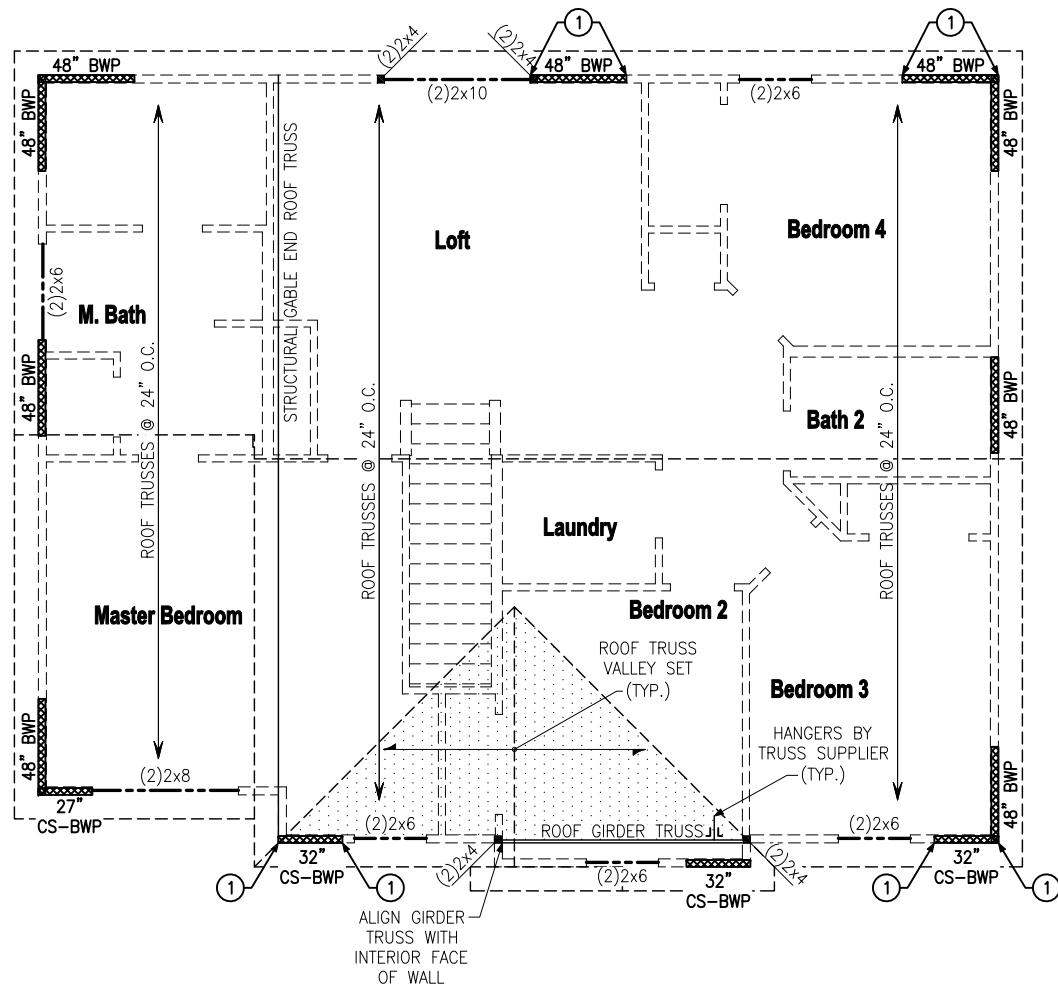 1
1
(2)2x4
(2)2x4
48" BWP
48" BWP
48" BWP
(2)2x10
(2)2x6
48" BWP
48" BWP
STRUCTURAL GABLE END ROOF TRUSS
Loft
Bedroom 4
(2)2x6
M. Bath
ROOF TRUSSES @ 24" O.C.
ROOF TRUSSES @ 24" O.C.
ROOF TRUSSES @ 24" O.C.
48" BWP
48" BWP
Bath 2
Laundry
Master Bedroom
Bedroom 2
ROOF TRUSS
VALLEY SET
(TYP.)
Bedroom 3
HANGERS BY
TRUSS SUPPLIER
(TYP.)
48" BWP
48" BWP
(2)2x8
27"
CS-BWP
(2)2x6
ROOF GIRDER TRUSS
(2)2x6
32"
CS-BWP
(2)2x4
(2)2x6
32"
CS-BWP
(2)2x4
32"
CS-BWP
1
1
1
1
ALIGN GIRDER
TRUSS WITH
INTERIOR FACE
OF WALL